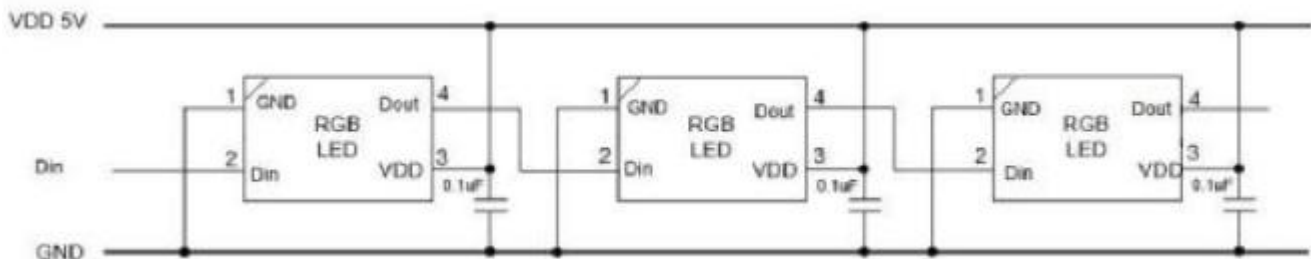 VDD 5V
1 GND Dout 4 1 GND Dout 4 1 GND Dout 4
RGB LED RGB LED RGB LED
Din 2 Din VDD 3 2 Din VDD 3 2 Din VDD 3
0.1uF 0.1uF 0.1uF
GND